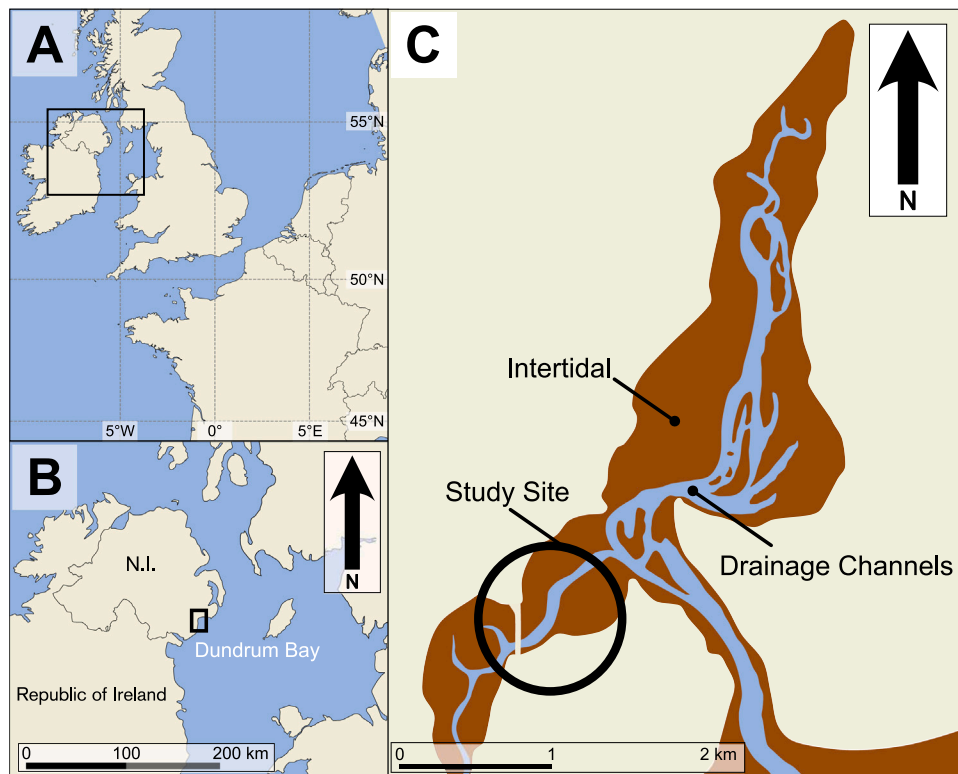 A
55°N
50°N
45°N
5°W
0°
5°E
B
N
N.I.
Dundrum Bay
Republic of Ireland
0
100
200 km
C
N
Intertidal
Study Site
Drainage Channels
0
1
2 km